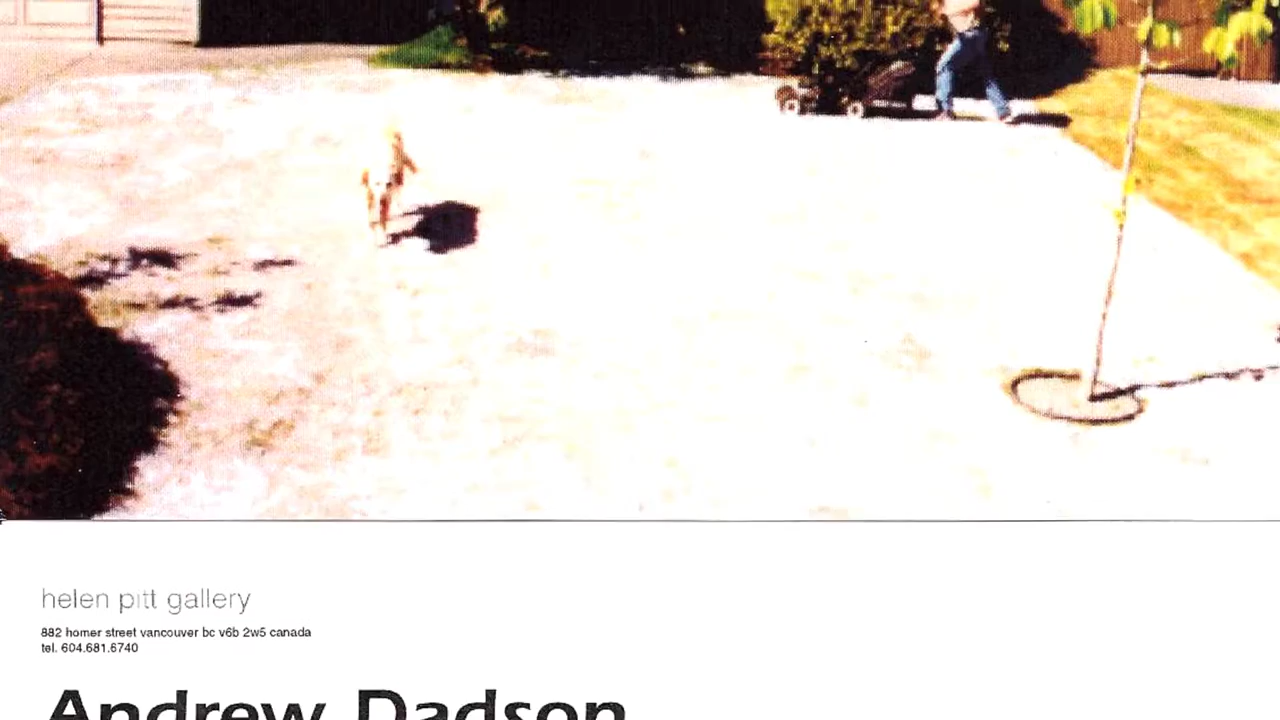 helen pitt gallery
882 homer street vancouver bc v6b 2w5 canada
tel. 604.681.6740
Andrew Dadson